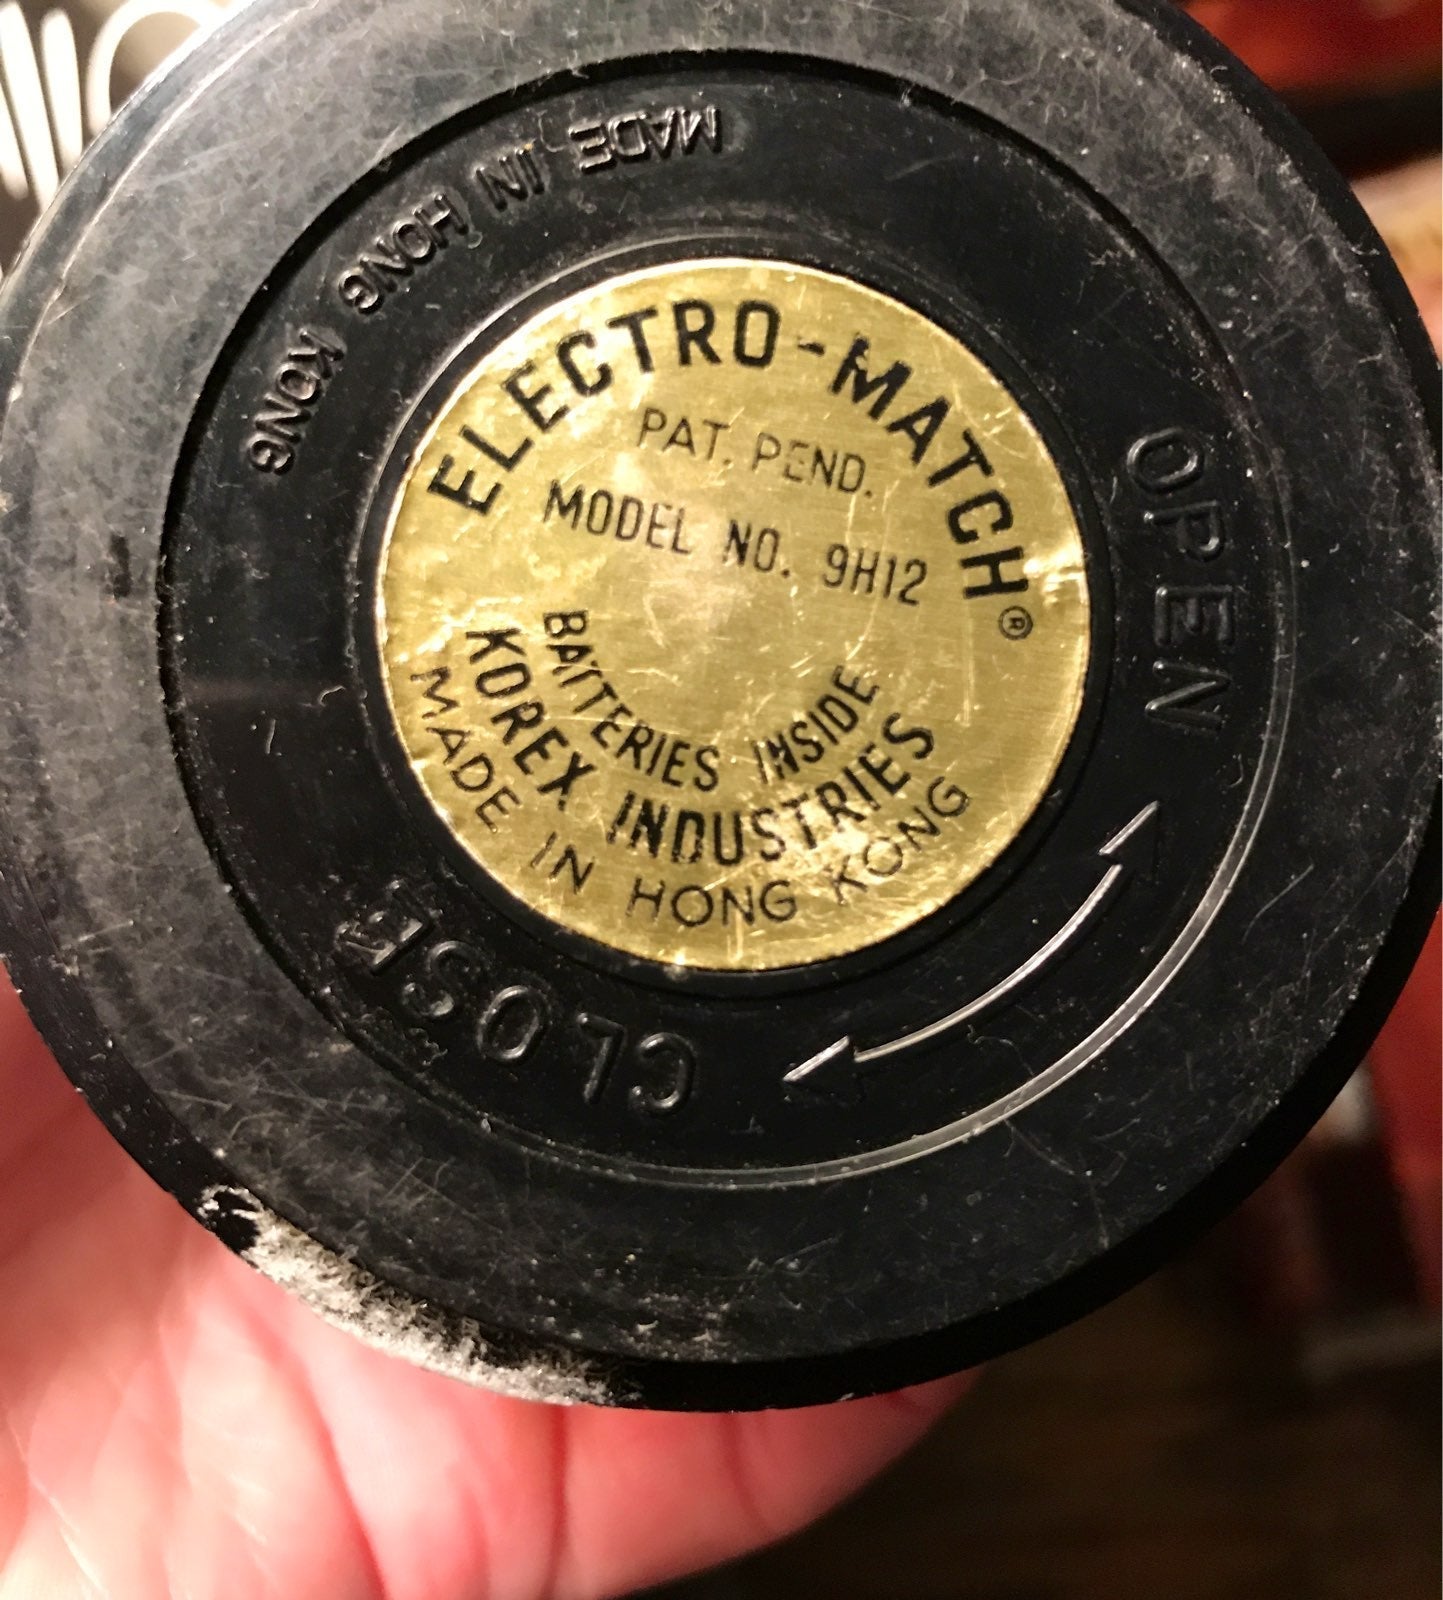 ELECTRO-MATCH®
PAT. PEND.
MODEL NO. 9H12
BATTERIES INSIDE
KOREX INDUSTRIES
MADE IN HONG KONG
MADE IN HONG KONG
OPEN
CLOSE